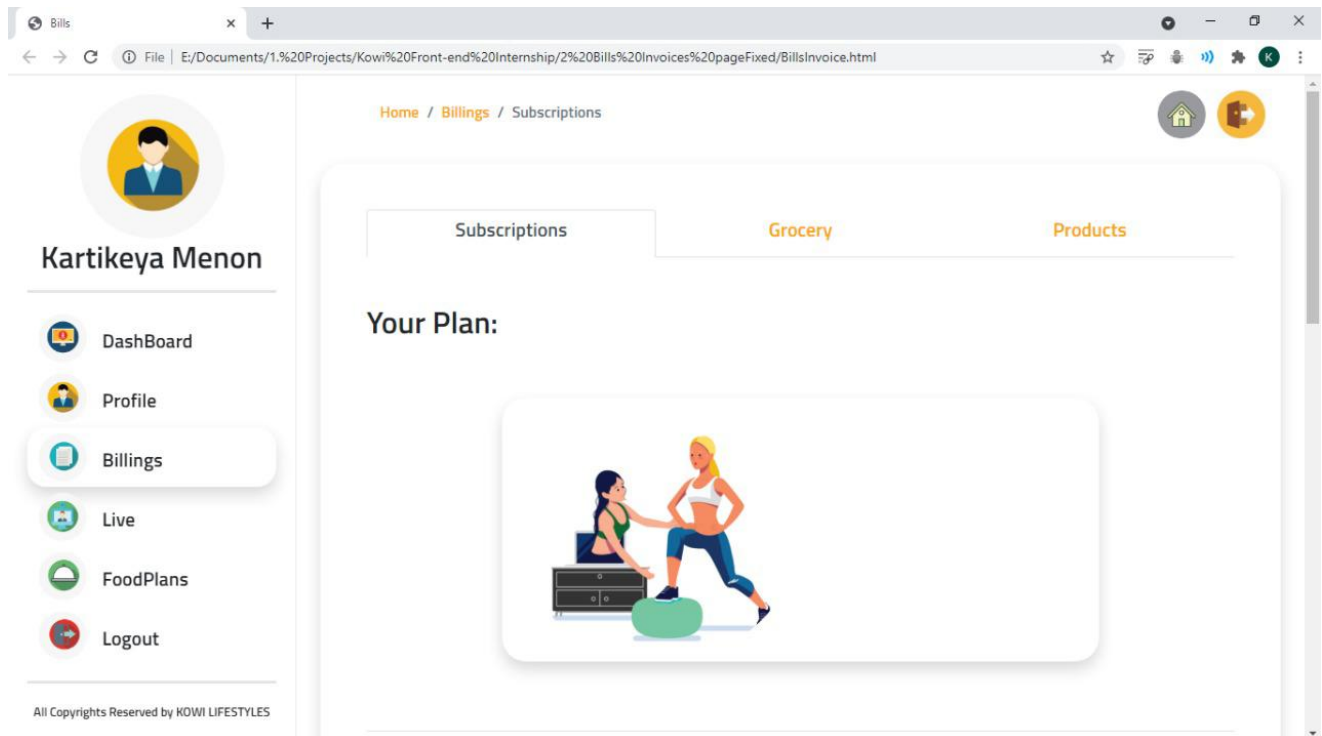 Bills
File | E:/Documents/1.%20Projects/Kowi%20Front-end%20Internship/2%20Bills%20Invoices%20pageFixed/BillsInvoice.html
K
Home / Billings / Subscriptions
Kartikeya Menon
DashBoard
Profile
Billings
Live
FoodPlans
Logout
All Copyrights Reserved by KOWI LIFESTYLES
Subscriptions Grocery Products
Your Plan: